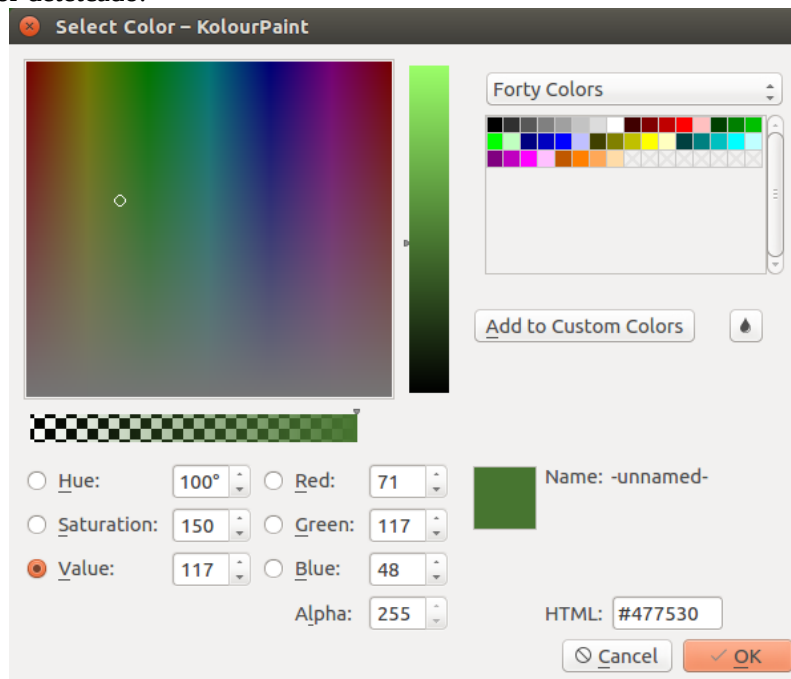 Select Color – KolourPaint
Forty Colors
Add to Custom Colors
Hue: 100° Red: 71 Name: -unnamed-
Saturation: 150 Green: 117
Value: 117 Blue: 48
Alpha: 255 HTML: #477530
Cancel OK